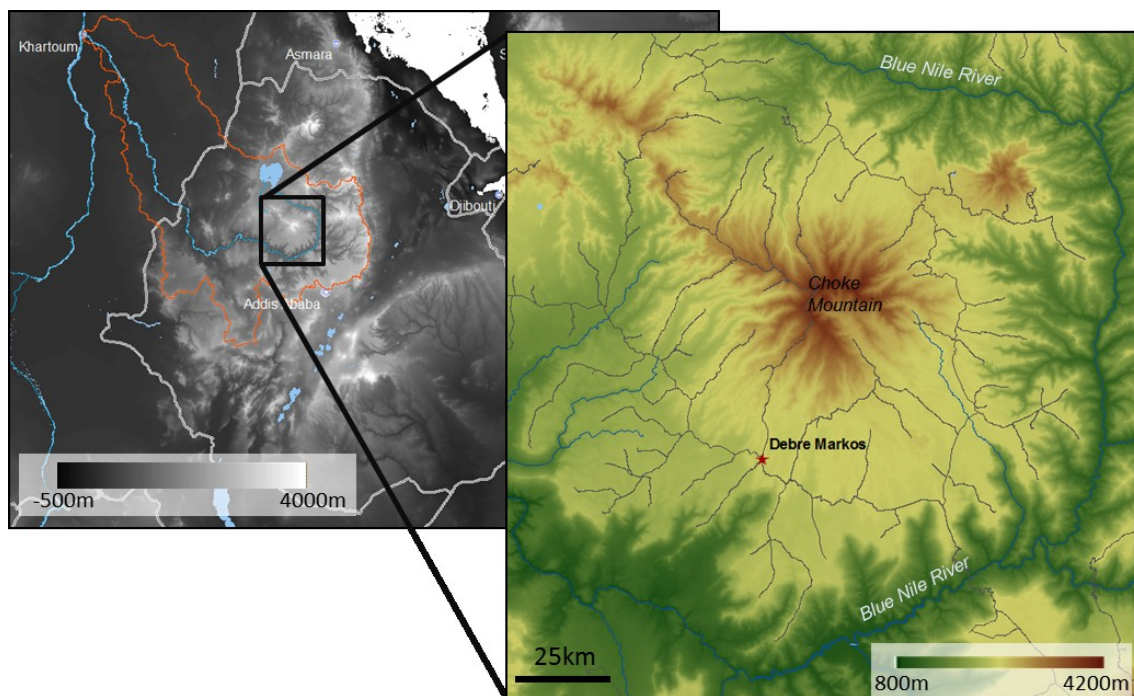 Khartoum
Asmara
Djibouti
Addis Ababa
-500m 4000m
Blue Nile River
Choke
Mountain
Debre Markos
Blue Nile River
25km
800m 4200m